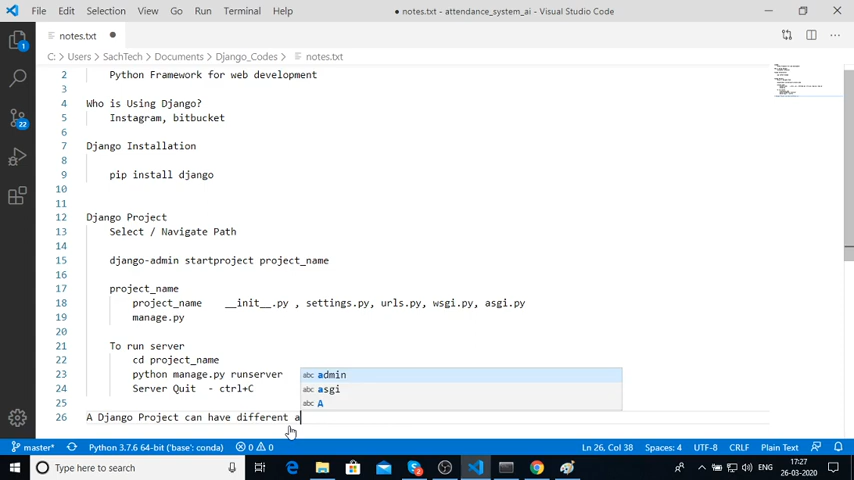 File Edit Selection View Go Run Terminal Help
● notes.txt - attendance_system_ai - Visual Studio Code
notes.txt ●
C: > Users > SachTech > Documents > Django_Codes > notes.txt
1
22
2 Python Framework for web development
3
4 Who is Using Django?
5 Instagram, bitbucket
6
7 Django Installation
8
9 pip install django
10
11
12 Django Project
13 Select / Navigate Path
14
15 django-admin startproject project_name
16
17 project_name
18 project_name __init__.py , settings.py, urls.py, wsgi.py, asgi.py
19 manage.py
20
21 To run server
22 cd project_name
23 python manage.py runserver
24 Server Quit - ctrl+C
25
26 A Django Project can have different a
abc admin
abc asgi
abc A
master* Python 3.7.6 64-bit ('base': conda) 0 0 Ln 26, Col 38 Spaces: 4 UTF-8 CRLF Plain Text
Type here to search
ENG
17:27
26-03-2020